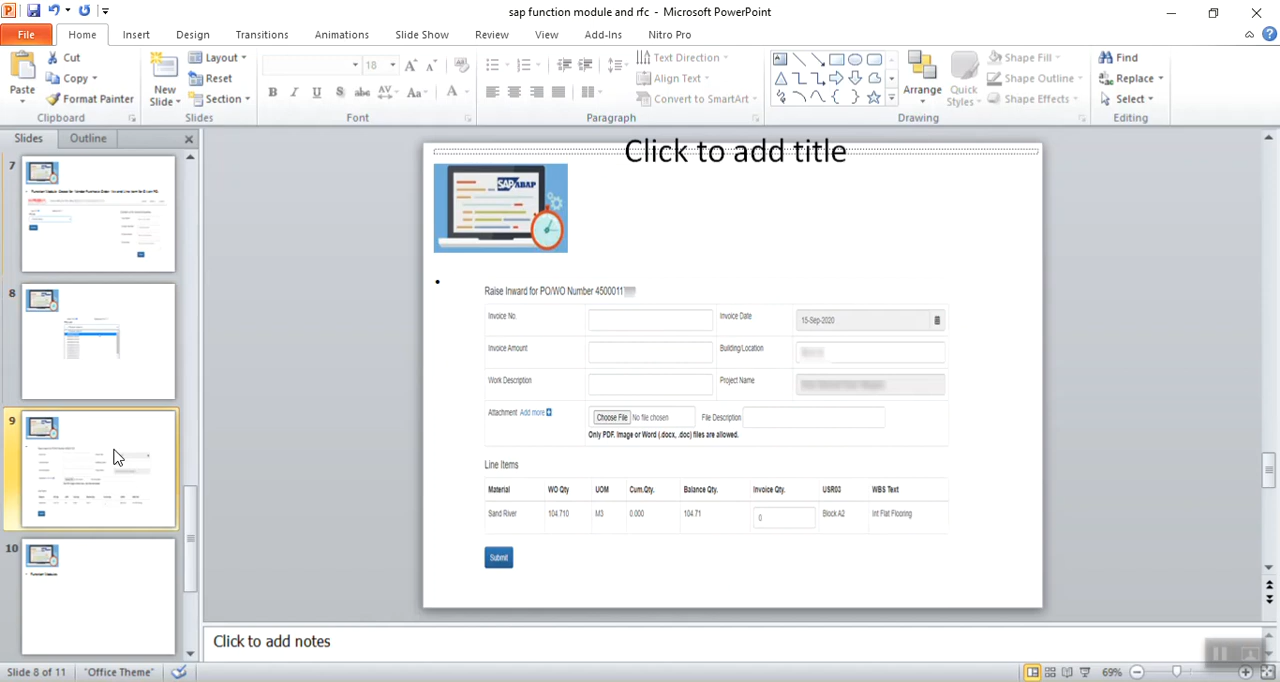 sap function module and rfc - Microsoft PowerPoint
File Home Insert Design Transitions Animations Slide Show Review View Add-Ins Nitro Pro
Paste
Cut
Copy
Format Painter
Clipboard
New Slide
Layout
Reset
Section
Slides
18
B I U S abc AV Aa A
Font
Text Direction
Align Text
Convert to SmartArt
Paragraph
Arrange
Quick Styles
Shape Fill
Shape Outline
Shape Effects
Drawing
Find
Replace
Select
Editing
Slides Outline
7
8
9
10
Click to add title
SAP ABAP
Raise Inward for PO/WO Number 4500011
Invoice No. Invoice Date 15-Sep-2020
Invoice Amount Building/Location
Work Description Project Name
Attachment Add more Choose File No file chosen File Description
Only PDF. Image or Word (.docx, .doc) files are allowed.
Line Items
Material WO Qty UOM Cum.Qty. Balance Qty. Invoice Qty. USR03 WBS Text
Sand River 104.710 M3 0.000 104.71 0 Block A2 Int Flat Flooring
Submit
Click to add notes
Slide 8 of 11 "Office Theme" 69%